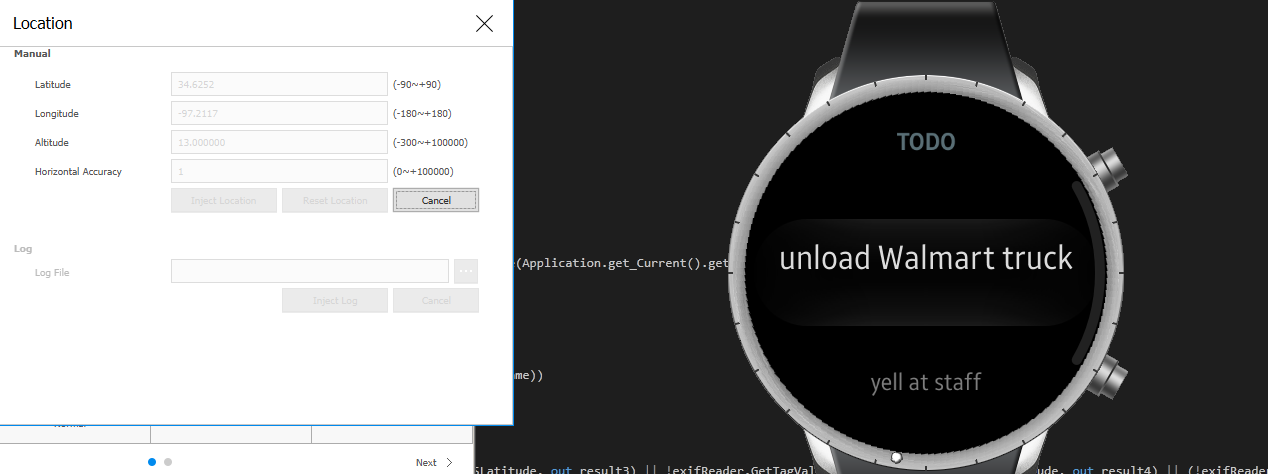 Location
Manual
Latitude 34.6252 (-90~+90)
Longitude -97.2117 (-180~+180)
Altitude 13.000000 (-300~+100000)
Horizontal Accuracy 1 (0~+100000)
Inject Location Reset Location Cancel
Log
Log File ...
Inject Log Cancel
Next
TODO
unload Walmart truck
yell at staff
(Application.get_Current().get
me))
Latitude, out result3) || !exifReader.GetTagVal
ude, out result4) || (!exifReader